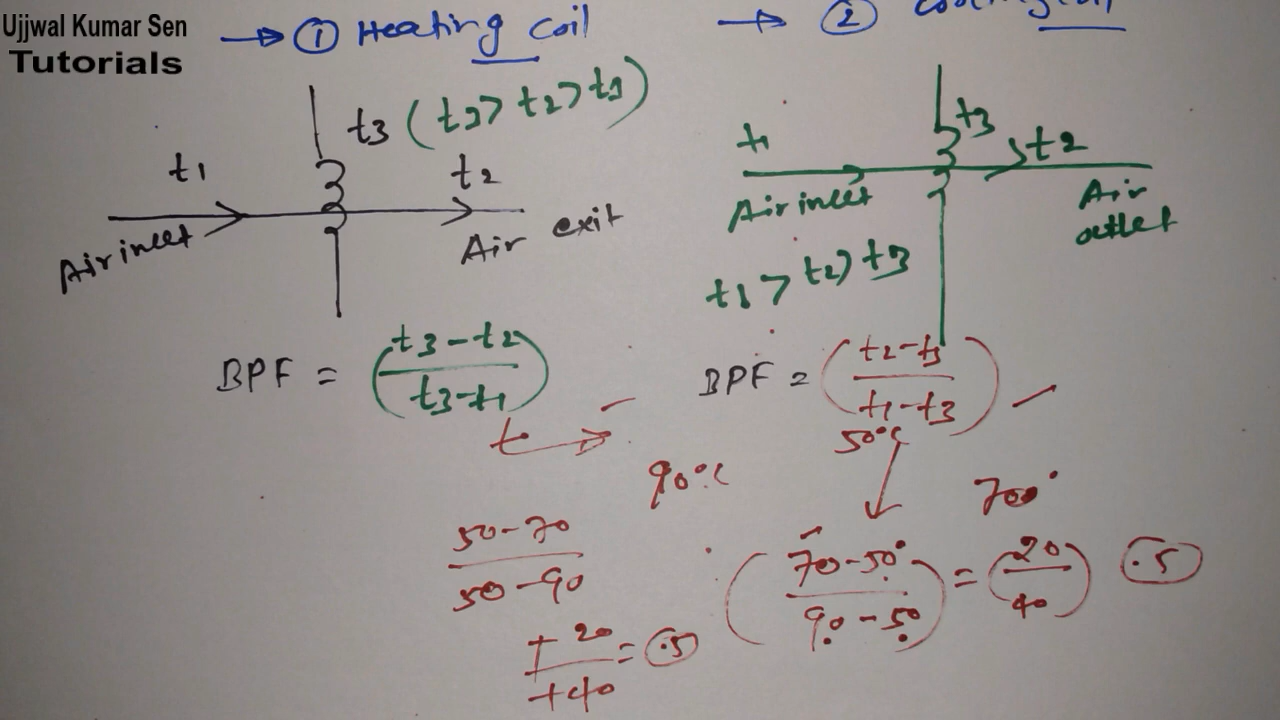 Ujjwal Kumar Sen
Tutorials
→ ① Heating coil
→ ② cooling coil
t3 (t3 > t2 > t1)
t1
t2
Air inlet
Air exit
t1
t3
t2
Air inlet
Air outlet
t1 > t2 > t3
BPF = (t3-t2 / t3-t1)
BPF = (t2-t3 / t1-t3)
t →
50°C
90°C
70°
50-70 / 50-90
(70-50° / 90-50) = (20 / 40) .5
+20 / +40 = .5